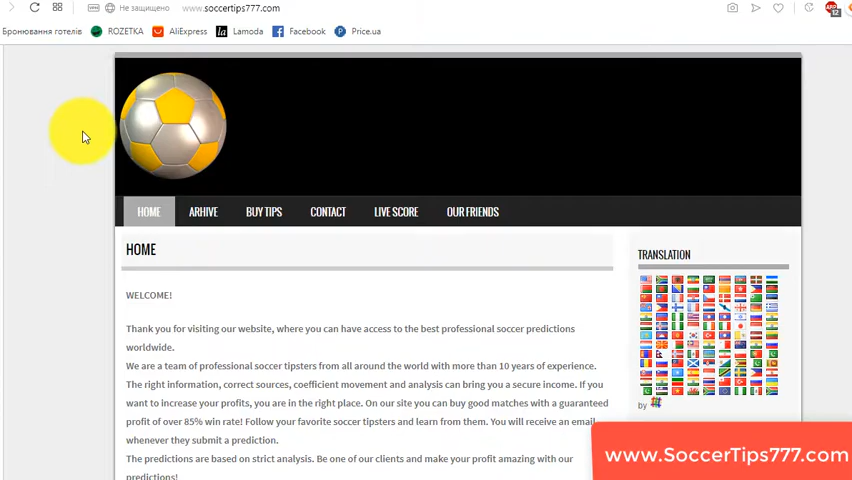 Не защищено www.soccertips777.com
Бронювання готелів ROZETKA AliExpress la Lamoda Facebook P Price.ua
HOME ARHIVE BUY TIPS CONTACT LIVE SCORE OUR FRIENDS
HOME
WELCOME!
Thank you for visiting our website, where you can have access to the best professional soccer predictions
worldwide.
We are a team of professional soccer tipsters from all around the world with more than 10 years of experience.
The right information, correct sources, coefficient movement and analysis can bring you a secure income. If you
want to increase your profits, you are in the right place. On our site you can buy good matches with a guaranteed
profit of over 85% win rate! Follow your favorite soccer tipsters and learn from them. You will receive an email
whenever they submit a prediction.
The predictions are based on strict analysis. Be one of our clients and make your profit amazing with our
predictions!
TRANSLATION
by
www.SoccerTips777.com